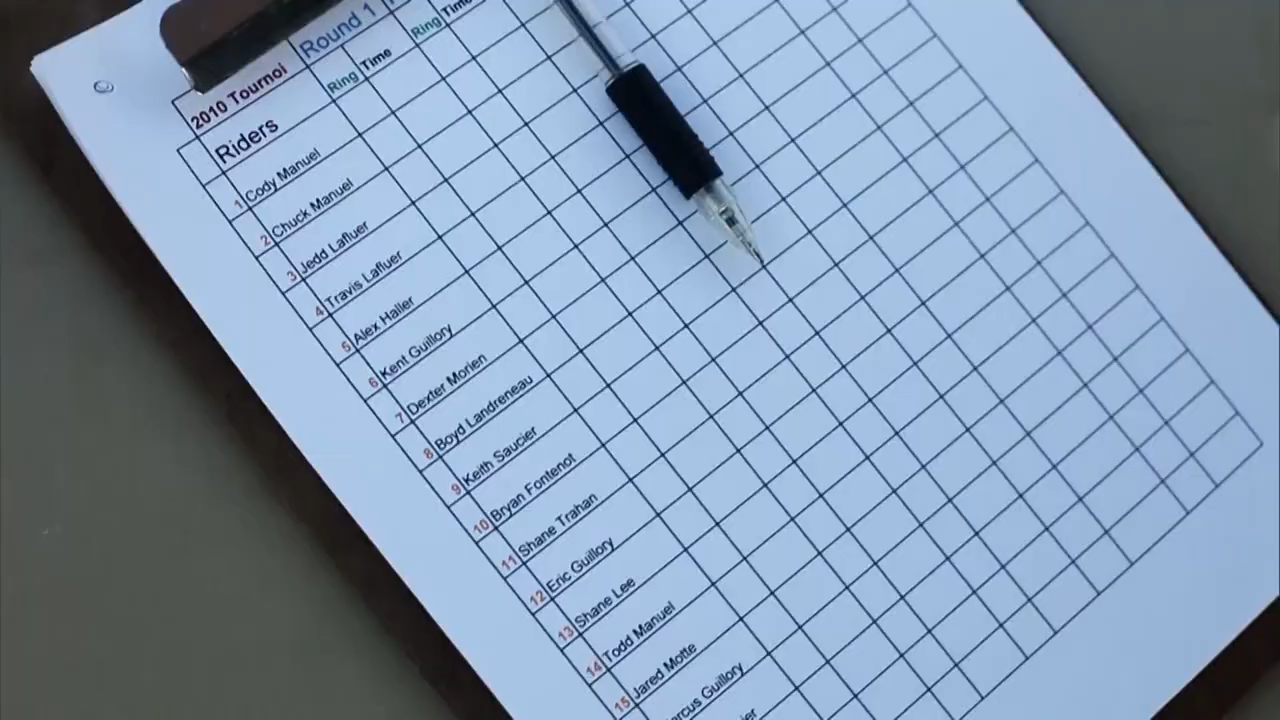 2010 Tournoi Round 1
Riders Ring Time Ring Time
1 Cody Manuel
2 Chuck Manuel
3 Jedd Lafluer
4 Travis Lafluer
5 Alex Haller
6 Kent Guillory
7 Dexter Morien
8 Boyd Landreneau
9 Keith Saucier
10 Bryan Fontenot
11 Shane Trahan
12 Eric Guillory
13 Shane Lee
14 Todd Manuel
15 Jared Motte
Guillory